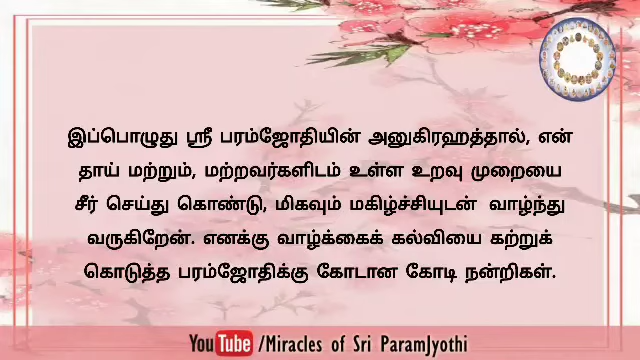 இப்பொழுது ஸ்ரீ பரம்ஜோதியின் அனுகிரஹத்தால், என்
தாய் மற்றும், மற்றவர்களிடம் உள்ள உறவு முறையை
சீர் செய்து கொண்டு, மிகவும் மகிழ்ச்சியுடன் வாழ்ந்து
வருகிறேன். எனக்கு வாழ்க்கைக் கல்வியை கற்றுக்
கொடுத்த பரம்ஜோதிக்கு கோடான கோடி நன்றிகள்.
YouTube /Miracles of Sri ParamJyothi